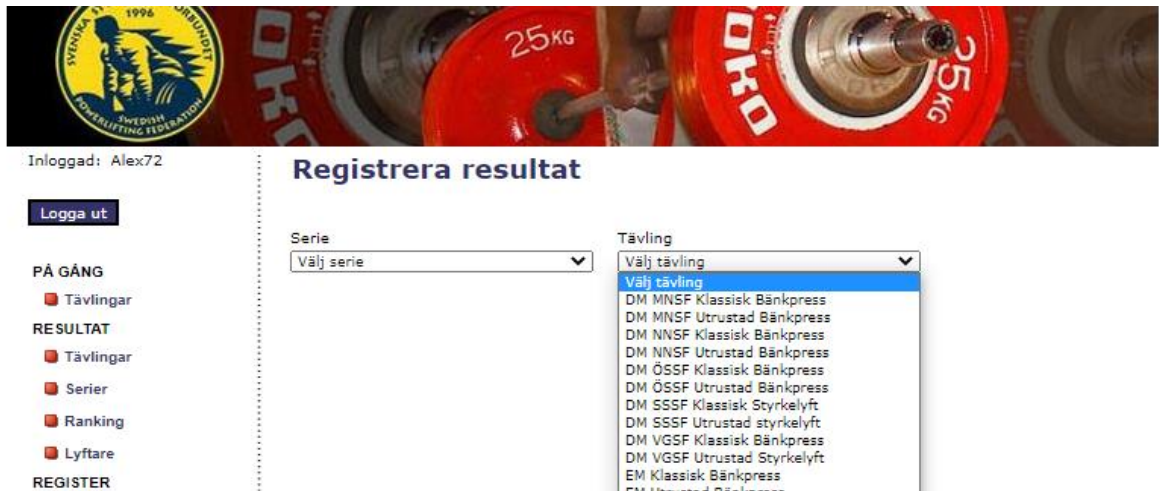 1996
SVENSKA
SWEDISH
POWERLIFTING FEDERATION
25KG
25KG
Inloggad: Alex72
Logga ut
PÅ GÅNG
Tävlingar
RESULTAT
Tävlingar
Serier
Ranking
Lyftare
REGISTER
Registrera resultat
Serie
Välj serie
Tävling
Välj tävling
Välj tävling
DM MNSF Klassisk Bänkpress
DM MNSF Utrustad Bänkpress
DM NNSF Klassisk Bänkpress
DM NNSF Utrustad Bänkpress
DM ÖSSF Klassisk Bänkpress
DM ÖSSF Utrustad Bänkpress
DM SSSF Klassisk Styrkelyft
DM SSSF Utrustad styrkelyft
DM VGSF Klassisk Bänkpress
DM VGSF Utrustad Styrkelyft
EM Klassisk Bänkpress
EM Utrustad Bänkpress